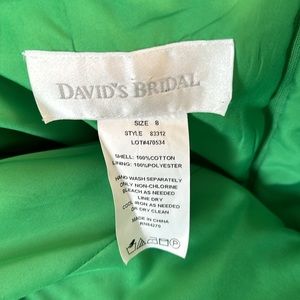 DAVID'S BRIDAL
SIZE 8
STYLE 83312
LOT#470534
SHELL: 100%COTTON
LINING: 100%POLYESTER
HAND WASH SEPARATELY
ONLY NON-CHLORINE
BLEACH AS NEEDED
LINE DRY
COOL IRON AS NEEDED
OR DRY CLEAN
MADE IN CHINA